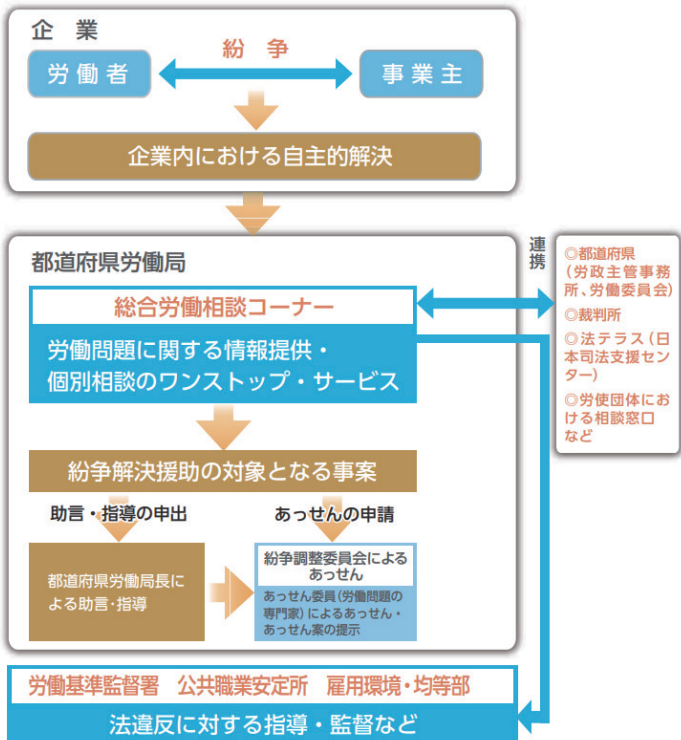 企 業
紛 争
労 働 者
事 業 主
企業内における自主的解決
都道府県労働局
総合労働相談コーナー
労働問題に関する情報提供・
個別相談のワンストップ・サービス
連携
◎都道府県
(労政主管事務
所、労働委員会)
◎裁判所
◎法テラス(日
本司法支援セン
ター)
◎労使団体にお
ける相談窓口
など
紛争解決援助の対象となる事案
助言・指導の申出
あっせんの申請
都道府県労働局長に
よる助言・指導
紛争調整委員会による
あっせん
あっせん委員(労働問題の
専門家)によるあっせん・
あっせん案の提示
労働基準監督署 公共職業安定所 雇用環境・均等部
法違反に対する指導・監督など